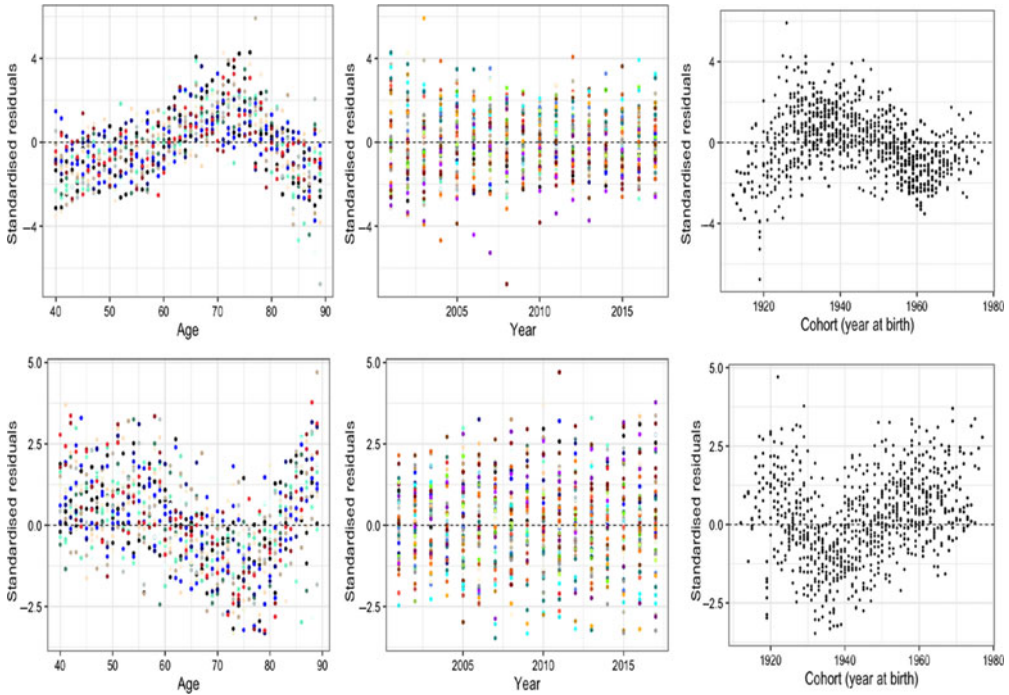 Standardised residuals
4
0
−4
40 50 60 70 80 90
Age
Standardised residuals
4
0
−4
2005 2010 2015
Year
Standardised residuals
4
0
−4
1920 1940 1960 1980
Cohort (year at birth)
Standardised residuals
5.0
2.5
0.0
−2.5
40 50 60 70 80 90
Age
Standardised residuals
5.0
2.5
0.0
−2.5
2005 2010 2015
Year
Standardised residuals
5.0
2.5
0.0
−2.5
1920 1940 1960 1980
Cohort (year at birth)